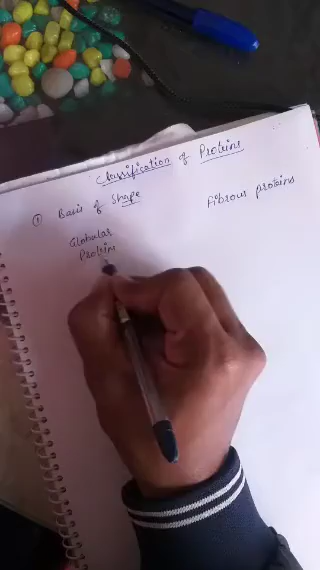 Classification of Proteins
① Basis of Shape
Fibrous proteins
Globular
Protein